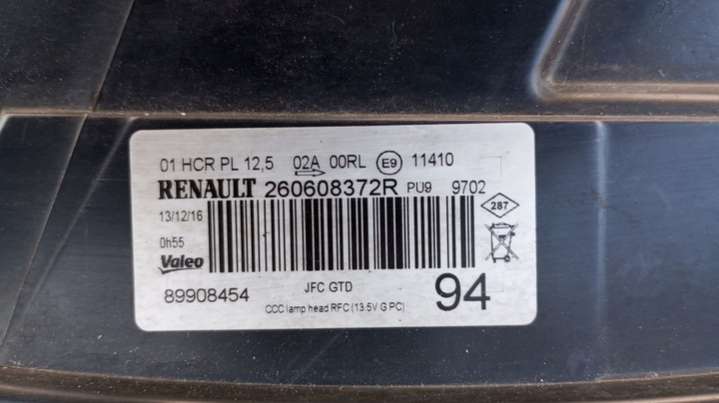 01 HCR PL 12,5 02A 00RL E9 11410
RENAULT 260608372R PU9 9702
13/12/16
287
0h55
Valeo
89908454 JFC GTD 94
CCC lamp head RFC (13.5V G PC)